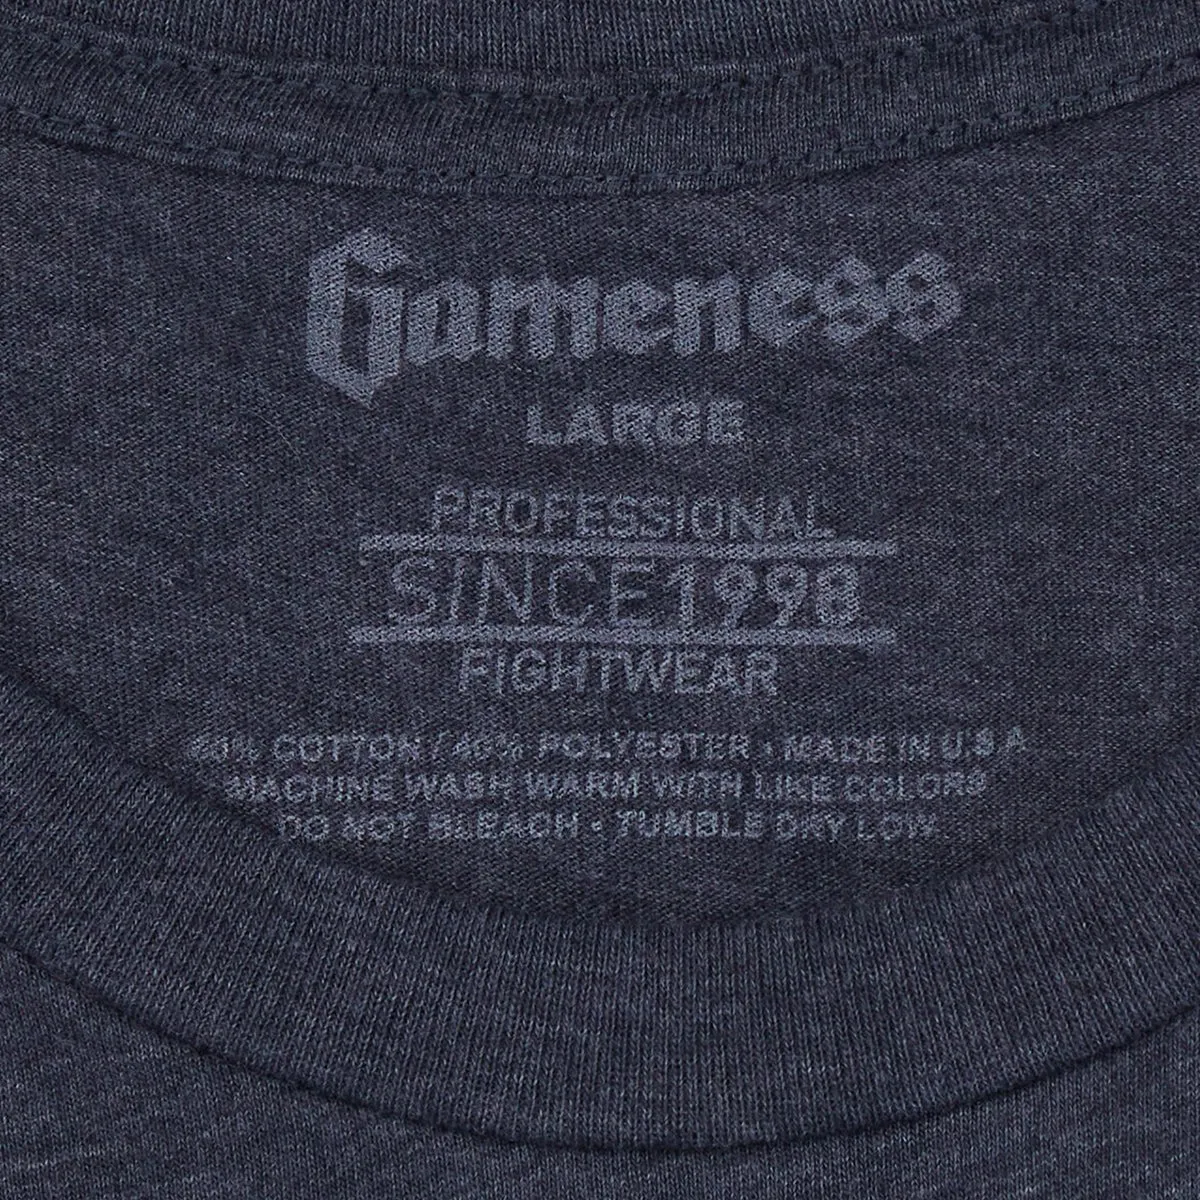 Gameness
LARGE
PROFESSIONAL
SINCE 1998
FIGHTWEAR
60% COTTON / 40% POLYESTER • MADE IN U.S.A
MACHINE WASH WARM WITH LIKE COLORS
DO NOT BLEACH • TUMBLE DRY LOW